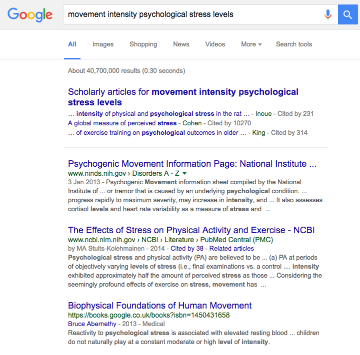 Google
movement intensity psychological stress levels
All Images Shopping News Videos More Search tools
About 40,700,000 results (0.30 seconds)
Scholarly articles for movement intensity psychological
stress levels
... intensity of physical and psychological stress in the rat ... - Inoue - Cited by 231
A global measure of perceived stress - Cohen - Cited by 10270
... of exercise training on psychological outcomes in older ... - King - Cited by 314
Psychogenic Movement Information Page: National Institute ...
www.ninds.nih.gov › Disorders A - Z
3 Jan 2013 - Psychogenic Movement information sheet compiled by the National
Institute of ... or tremor that is caused by an underlying psychological condition. ...
progress rapidly to maximum severity, may increase in intensity, and ... It also assesses
cortisol levels and heart rate variability as a measure of stress and ...
The Effects of Stress on Physical Activity and Exercise - NCBI
www.ncbi.nlm.nih.gov › NCBI › Literature › PubMed Central (PMC)
by MA Stults-Kolehmainen - 2014 - Cited by 38 - Related articles
Psychological stress and physical activity (PA) are believed to be ... (a) PA at periods
of objectively varying levels of stress (i.e., final examinations vs. a control ... intensity
exhibited approximately half the amount of perceived stress as those ... Considering the
seemingly profound effects of exercise on stress, movement has ...
Biophysical Foundations of Human Movement
https://books.google.co.uk/books?isbn=1450431658
Bruce Abernethy - 2013 - Medical
Reactivity to psychological stress is associated with elevated resting blood ... children
do not naturally play at a constant moderate or high level of intensity.